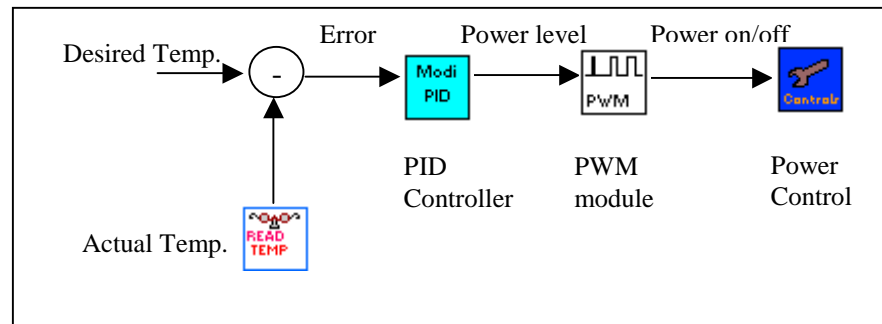 Desired Temp.
Error
Power level
Power on/off
-
Modi
PID
PWM
Controls
PID
Controller
PWM
module
Power
Control
Actual Temp.
READ
TEMP